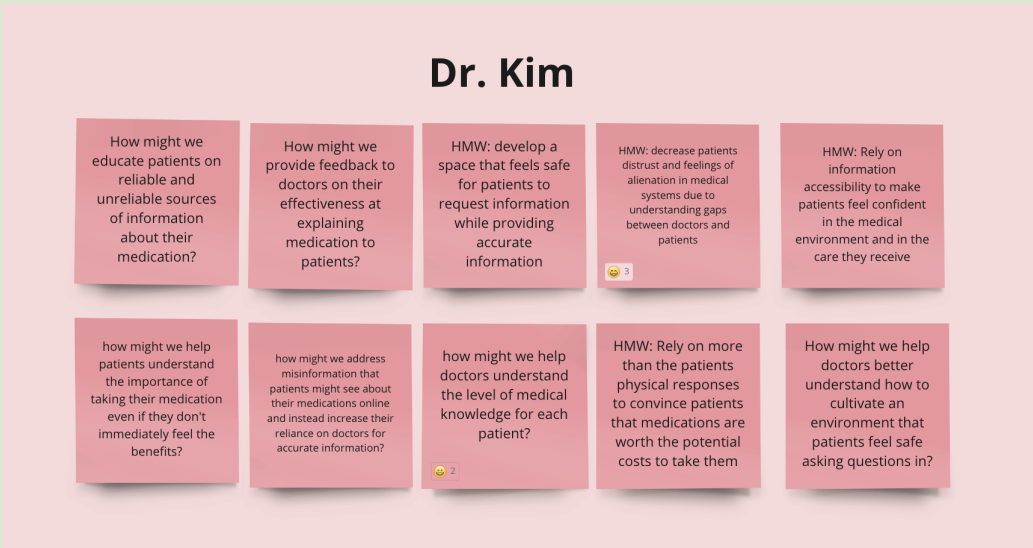 Dr. Kim
How might we
educate patients on
reliable and
unreliable sources
of information
about their
medication?
How might we
provide feedback to
doctors on their
effectiveness at
explaining
medication to
patients?
HMW: develop a
space that feels safe
for patients to
request information
while providing
accurate
information
HMW: decrease patients
distrust and feelings of
alienation in medical
systems due to
understanding gaps
between doctors and
patients
3
HMW: Rely on
information
accessibility to make
patients feel confident
in the medical
environment and in the
care they receive
how might we help
patients understand
the importance of
taking their medication
even if they don't
immediately feel the
benefits?
how might we address
misinformation that
patients might see about
their medications online
and instead increase their
reliance on doctors for
accurate information?
how might we help
doctors understand
the level of medical
knowledge for each
patient?
2
HMW: Rely on more
than the patients
physical responses
to convince patients
that medications are
worth the potential
costs to take them
How might we help
doctors better
understand how to
cultivate an
environment that
patients feel safe
asking questions in?